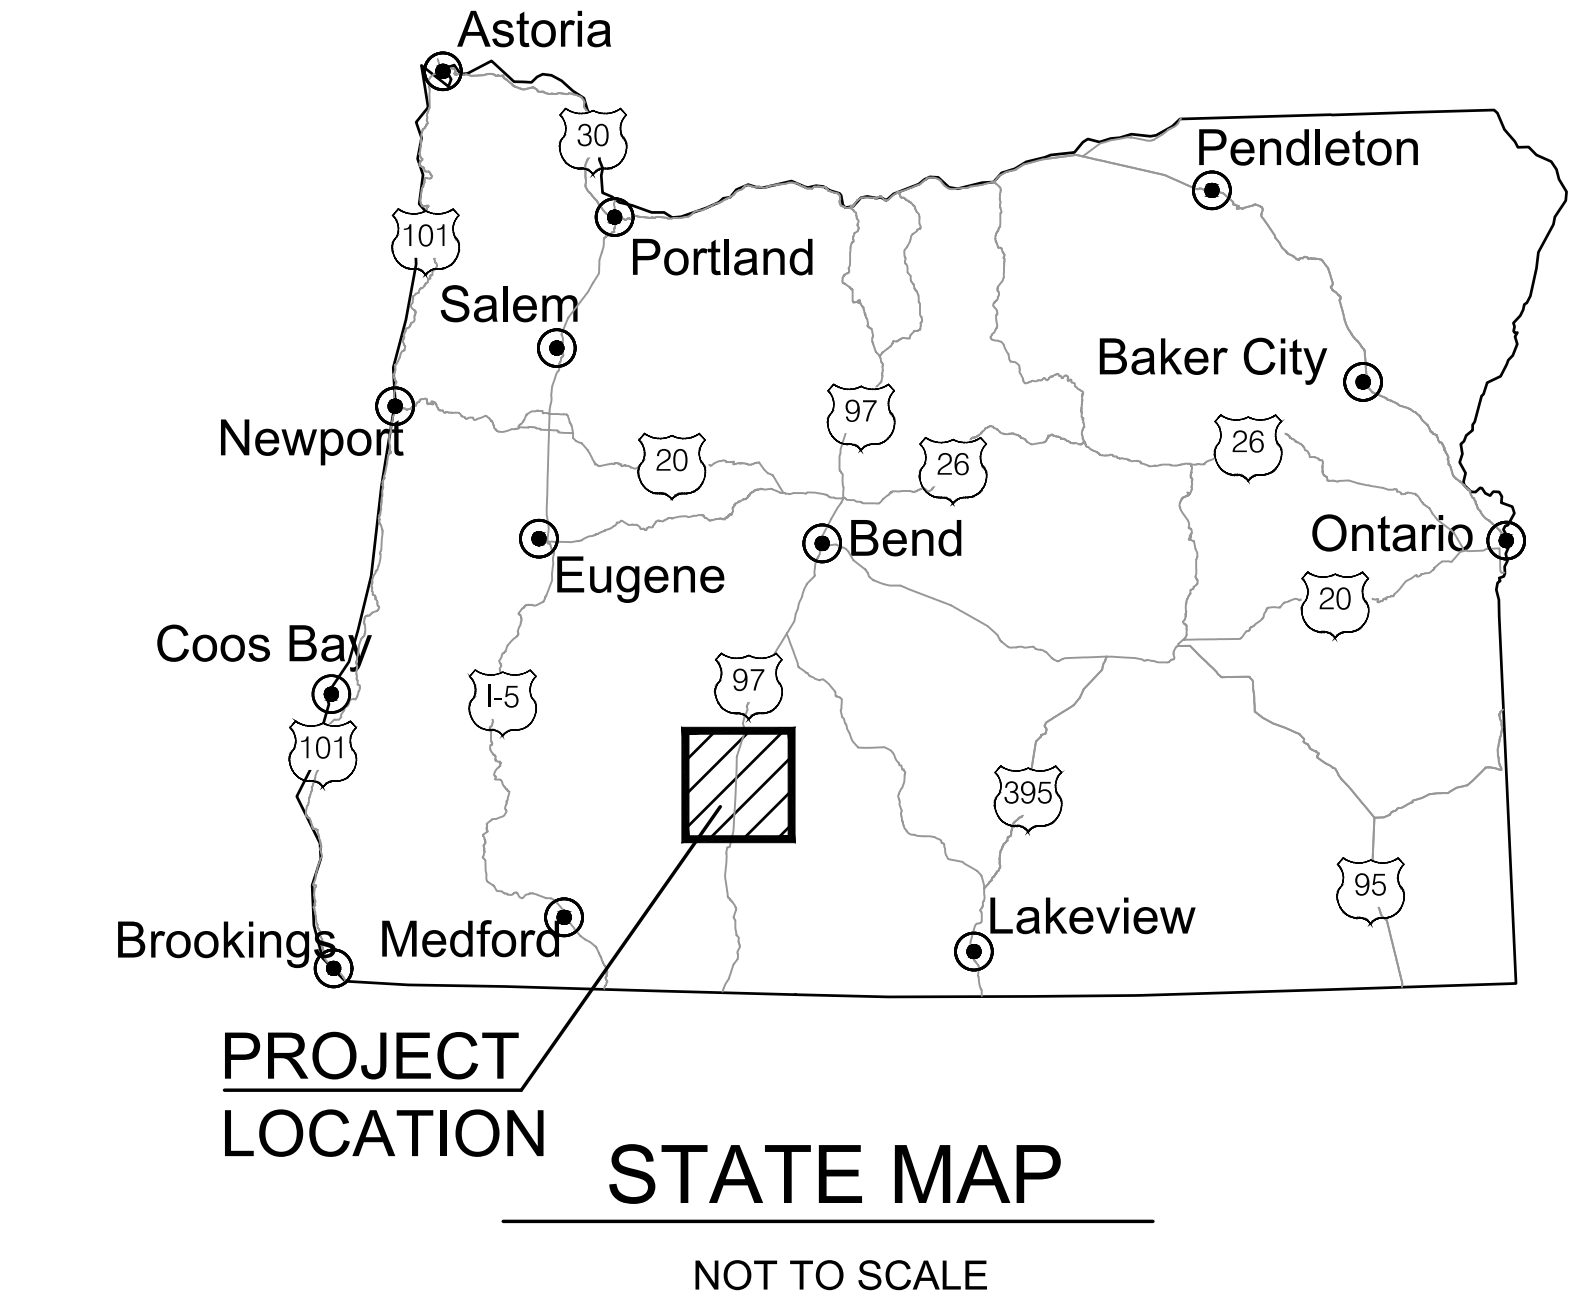 Astoria
30
Pendleton
101
Portland
Salem
Baker City
97
Newport
20
26
26
Bend
Ontario
Eugene
20
Coos Bay
97
I-5
101
395
95
Lakeview
Brookings
Medford
PROJECT
LOCATION
STATE MAP
NOT TO SCALE